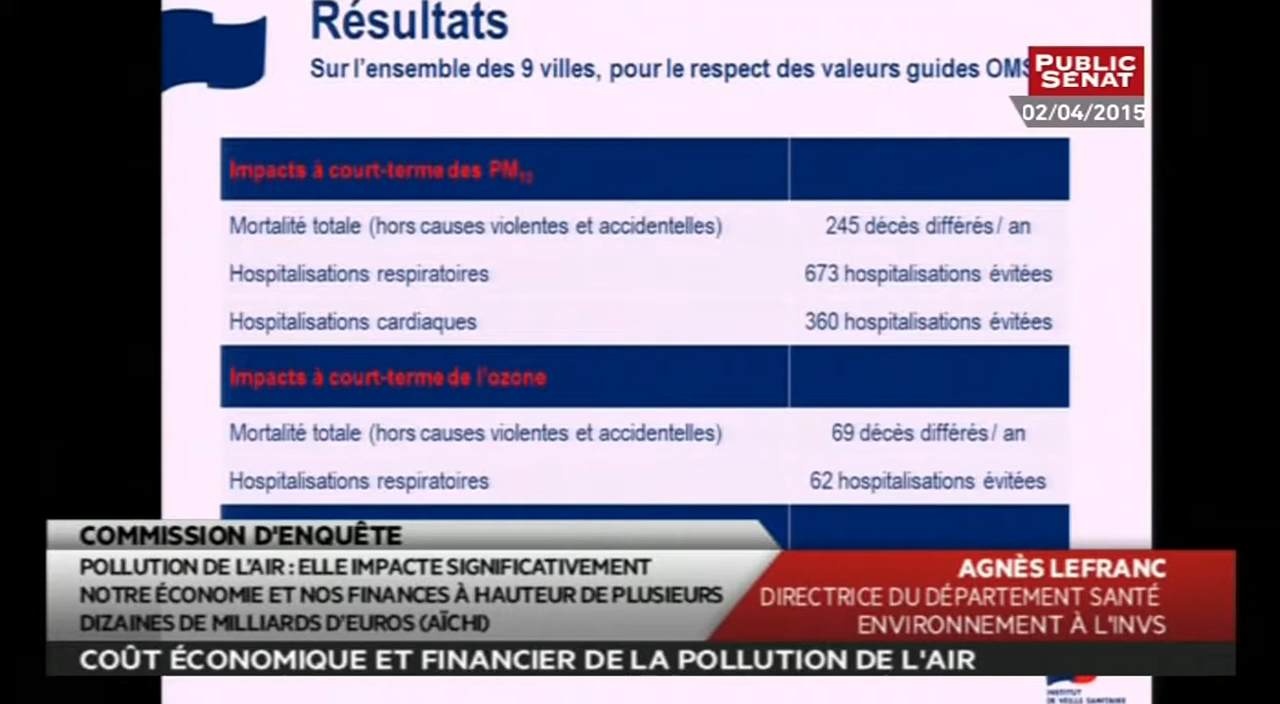 Résultats
Sur l'ensemble des 9 villes, pour le respect des valeurs guides OMS
PUBLIC
SÉNAT
02/04/2015
Impacts à court-terme des PM₁₀
Mortalité totale (hors causes violentes et accidentelles) 245 décès différés / an
Hospitalisations respiratoires 673 hospitalisations évitées
Hospitalisations cardiaques 360 hospitalisations évitées
Impacts à court-terme de l'ozone
Mortalité totale (hors causes violentes et accidentelles) 69 décès différés / an
Hospitalisations respiratoires 62 hospitalisations évitées
COMMISSION D'ENQUÊTE
POLLUTION DE L'AIR : ELLE IMPACTE SIGNIFICATIVEMENT
NOTRE ÉCONOMIE ET NOS FINANCES À HAUTEUR DE PLUSIEURS
DIZAINES DE MILLIARDS D'EUROS (AÏCHI)
AGNÈS LEFRANC
DIRECTRICE DU DÉPARTEMENT SANTÉ
ENVIRONNEMENT À L'INVS
COÛT ÉCONOMIQUE ET FINANCIER DE LA POLLUTION DE L'AIR
INSTITUT
DE VEILLE SANITAIRE